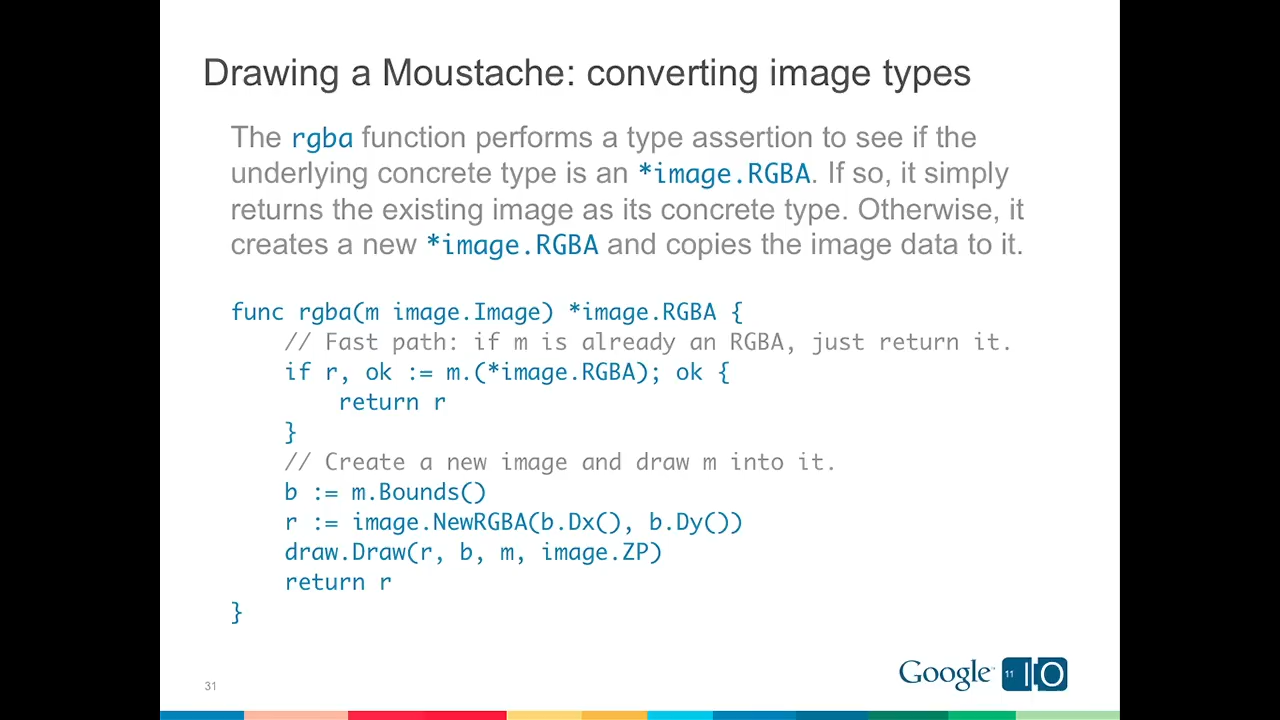 Drawing a Moustache: converting image types
The rgba function performs a type assertion to see if the
underlying concrete type is an *image.RGBA. If so, it simply
returns the existing image as its concrete type. Otherwise, it
creates a new *image.RGBA and copies the image data to it.
func rgba(m image.Image) *image.RGBA {
    // Fast path: if m is already an RGBA, just return it.
    if r, ok := m.(*image.RGBA); ok {
        return r
    }
    // Create a new image and draw m into it.
    b := m.Bounds()
    r := image.NewRGBA(b.Dx(), b.Dy())
    draw.Draw(r, b, m, image.ZP)
    return r
}
31
Google 11 IO